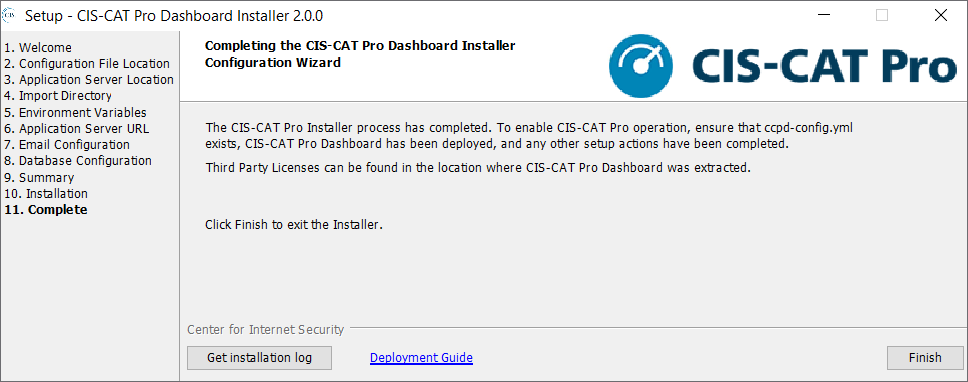 CIS
Setup - CIS-CAT Pro Dashboard Installer 2.0.0
1. Welcome
2. Configuration File Location
3. Application Server Location
4. Import Directory
5. Environment Variables
6. Application Server URL
7. Email Configuration
8. Database Configuration
9. Summary
10. Installation
11. Complete
Completing the CIS-CAT Pro Dashboard Installer
Configuration Wizard
CIS-CAT Pro
The CIS-CAT Pro Installer process has completed. To enable CIS-CAT Pro operation, ensure that ccpd-config.yml
exists, CIS-CAT Pro Dashboard has been deployed, and any other setup actions have been completed.
Third Party Licenses can be found in the location where CIS-CAT Pro Dashboard was extracted.
Click Finish to exit the Installer.
Center for Internet Security
Get installation log
Deployment Guide
Finish